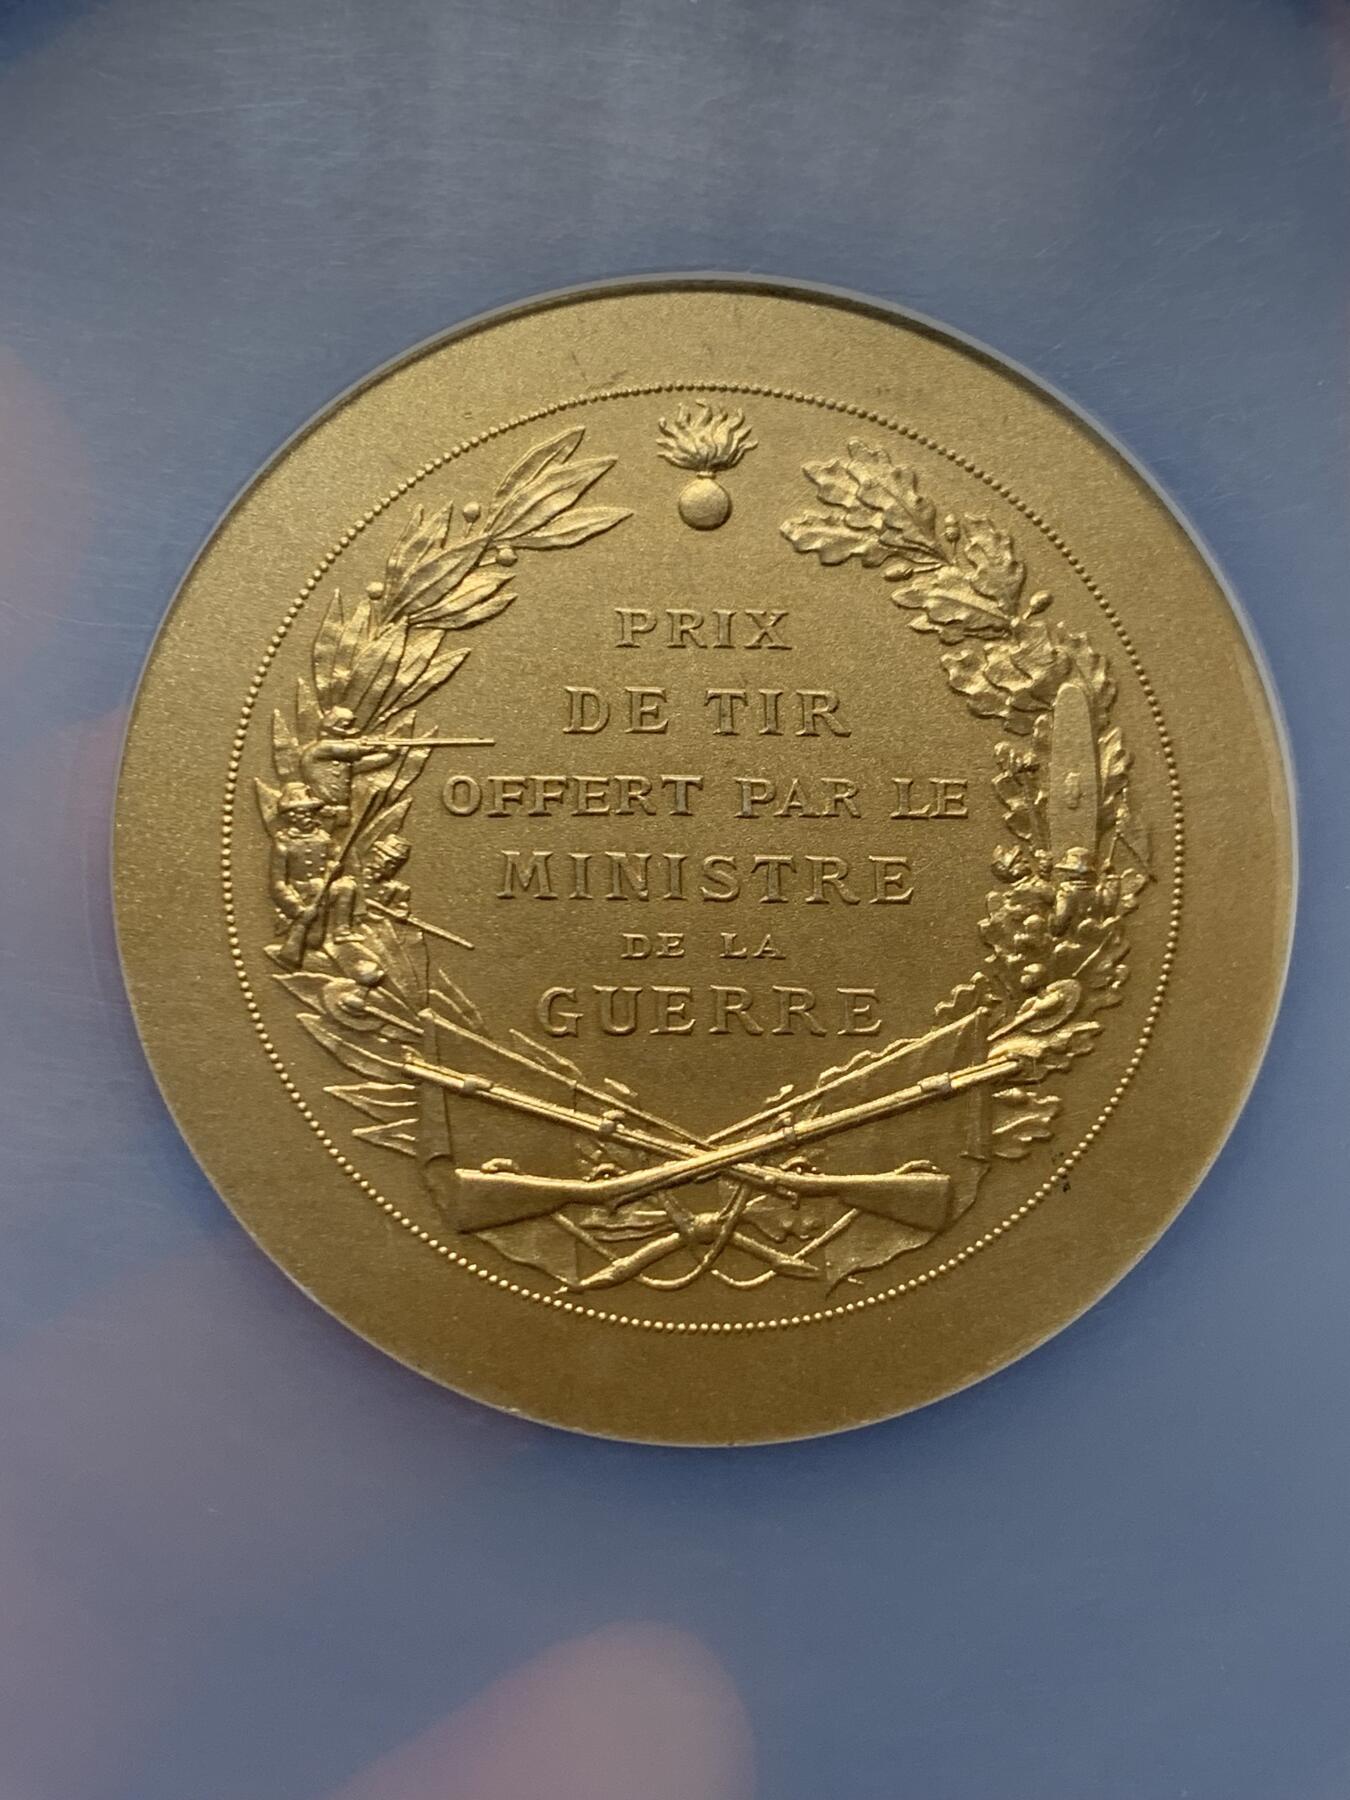 PRIX
DE TIR
OFFERT PAR LE
MINISTRE
DE LA
GUERRE